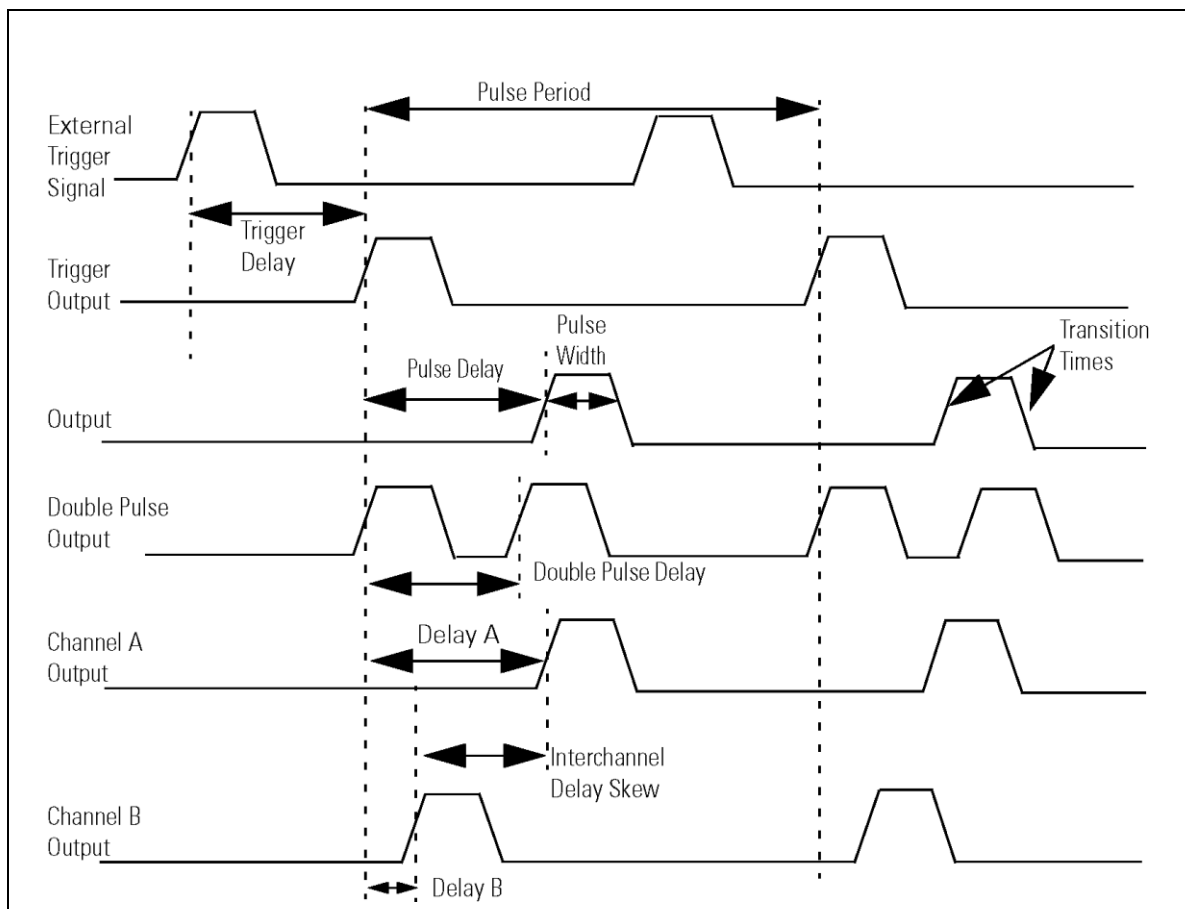 Pulse Period
External
Trigger
Signal
Trigger
Delay
Trigger
Output
Pulse
Width
Transition
Times
Pulse Delay
Output
Double Pulse
Output
Double Pulse Delay
Channel A
Output
Delay A
Interchannel
Delay Skew
Channel B
Output
Delay B